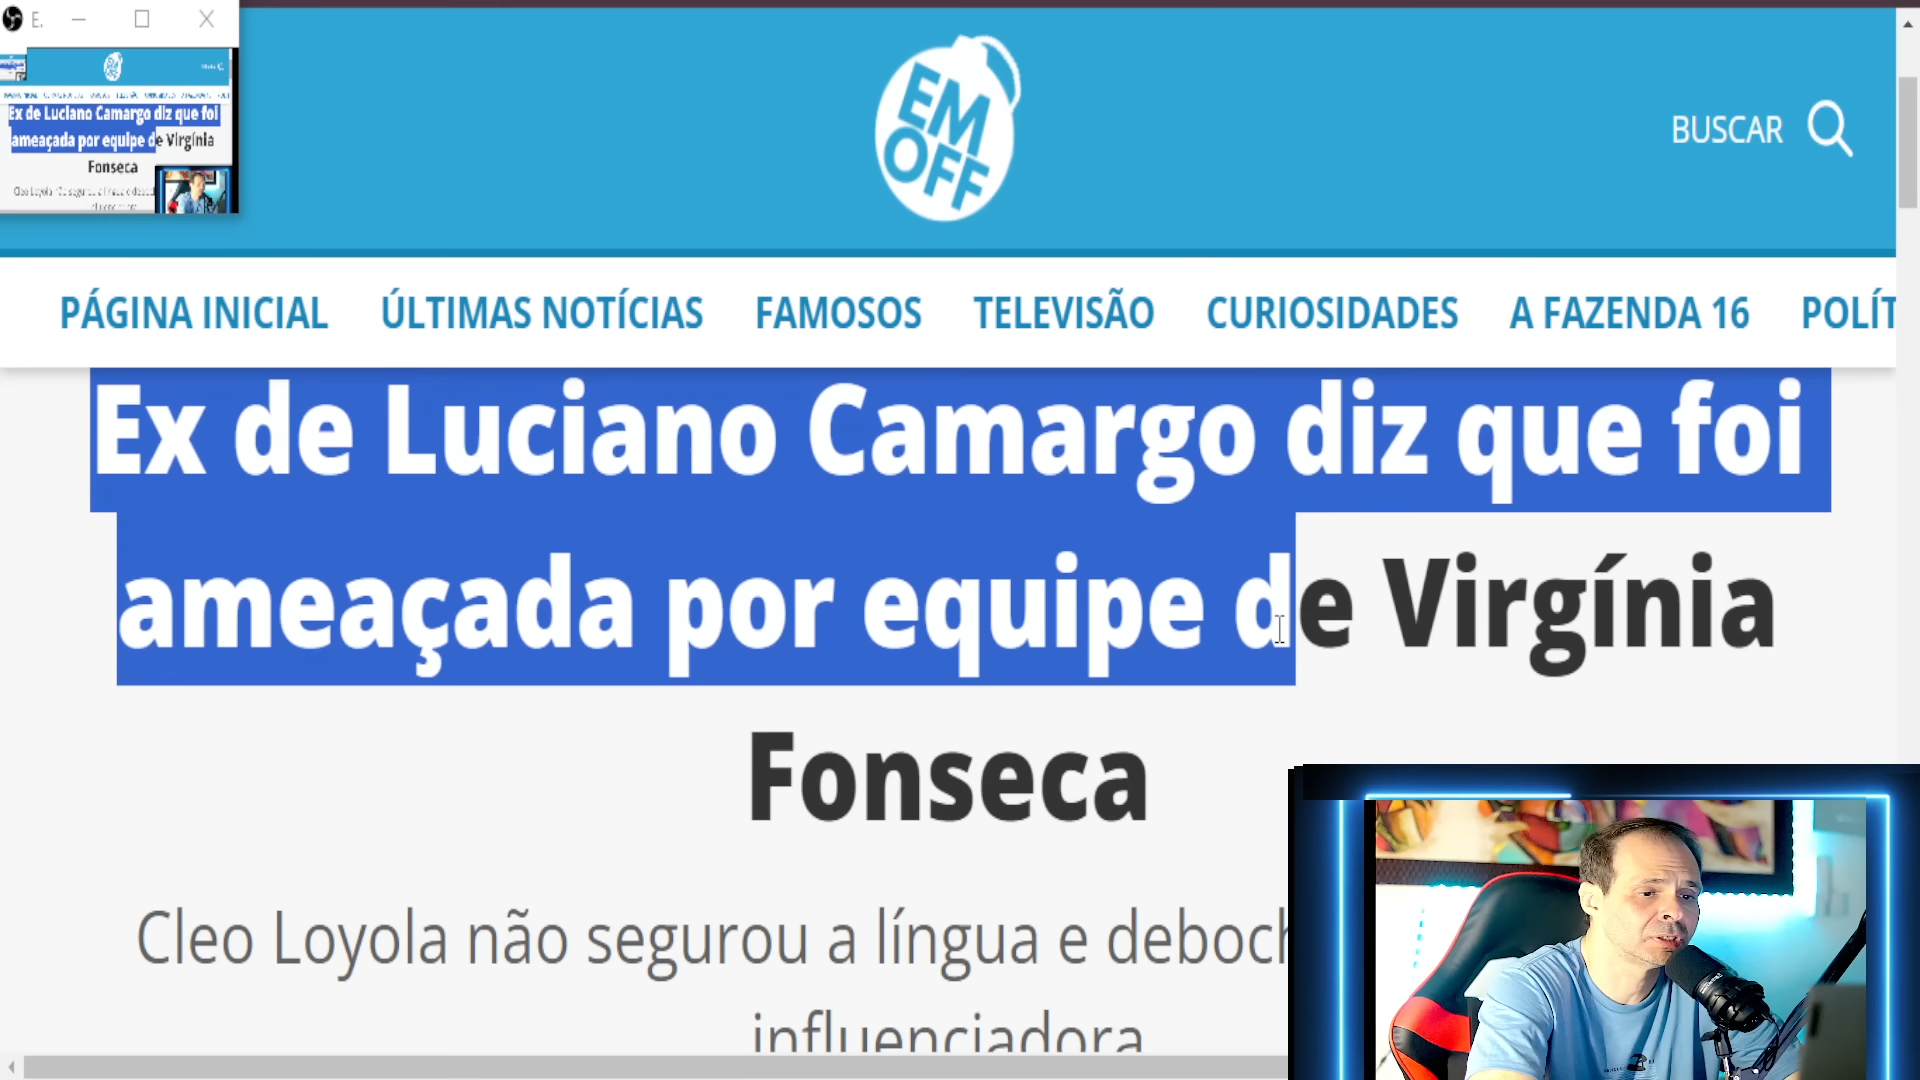 E.
Ex de Luciano Camargo diz que foi
ameaçada por equipe de Virgínia
Fonseca
EM
OFF
BUSCAR
PÁGINA INICIAL ÚLTIMAS NOTÍCIAS FAMOSOS TELEVISÃO CURIOSIDADES A FAZENDA 16 POLÍT
Ex de Luciano Camargo diz que foi
ameaçada por equipe de Virgínia
Fonseca
Cleo Loyola não segurou a língua e deboch
influenciadora